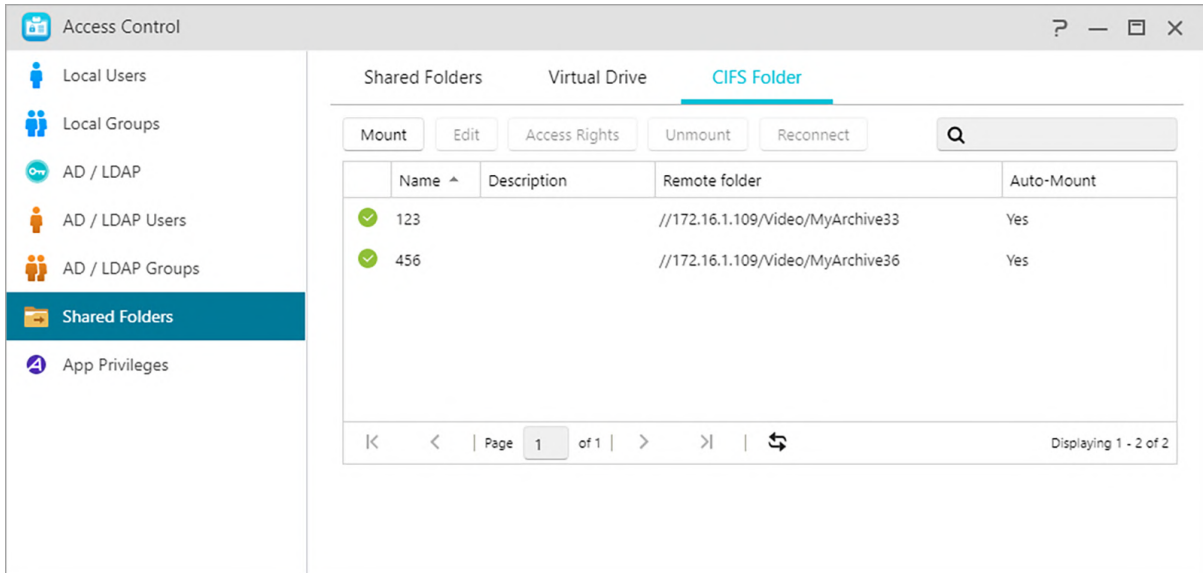 Access Control
Local Users
Local Groups
AD / LDAP
AD / LDAP Users
AD / LDAP Groups
Shared Folders
App Privileges
Shared Folders Virtual Drive CIFS Folder
Mount Edit Access Rights Unmount Reconnect
Name Description Remote folder Auto-Mount
123 //172.16.1.109/Video/MyArchive33 Yes
456 //172.16.1.109/Video/MyArchive36 Yes
Page 1 of 1 Displaying 1 - 2 of 2